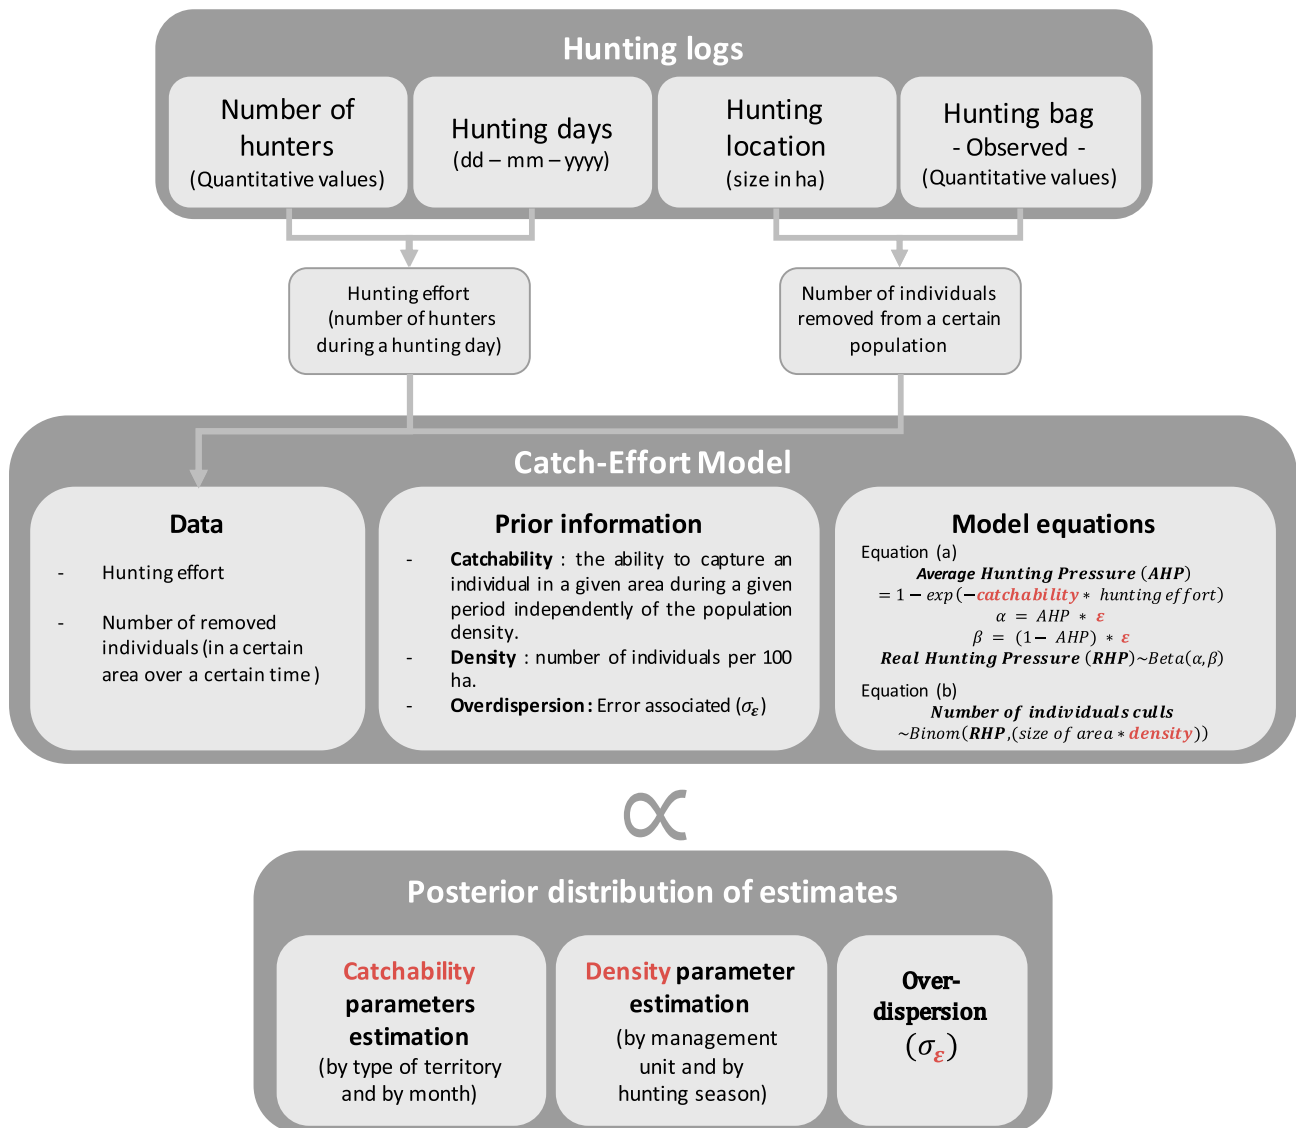 Hunting logs
Number of
hunters
(Quantitative values)
Hunting days
(dd – mm – yyyy)
Hunting
location
(size in ha)
Hunting bag
- Observed -
(Quantitative values)
Hunting effort
(number of hunters
during a hunting day)
Number of individuals
removed from a certain
population
Catch-Effort Model
Data
- Hunting effort
- Number of removed
individuals (in a certain
area over a certain time )
Prior information
- Catchability : the ability to capture an
individual in a given area during a given
period independently of the population
density.
- Density : number of individuals per 100
ha.
- Overdispersion : Error associated (σ_ε)
Model equations
Equation (a)
Average Hunting Pressure (AHP)
= 1 − exp(−catchability ∗ hunting effort)
α = AHP ∗ ε
β = (1− AHP) ∗ ε
Real Hunting Pressure (RHP)~Beta(α,β)
Equation (b)
Number of individuals culls
~Binom(RHP,(size of area ∗ density))
∝
Posterior distribution of estimates
Catchability
parameters
estimation
(by type of territory
and by month)
Density parameter
estimation
(by management
unit and by
hunting season)
Over-
dispersion
(σ_ε)